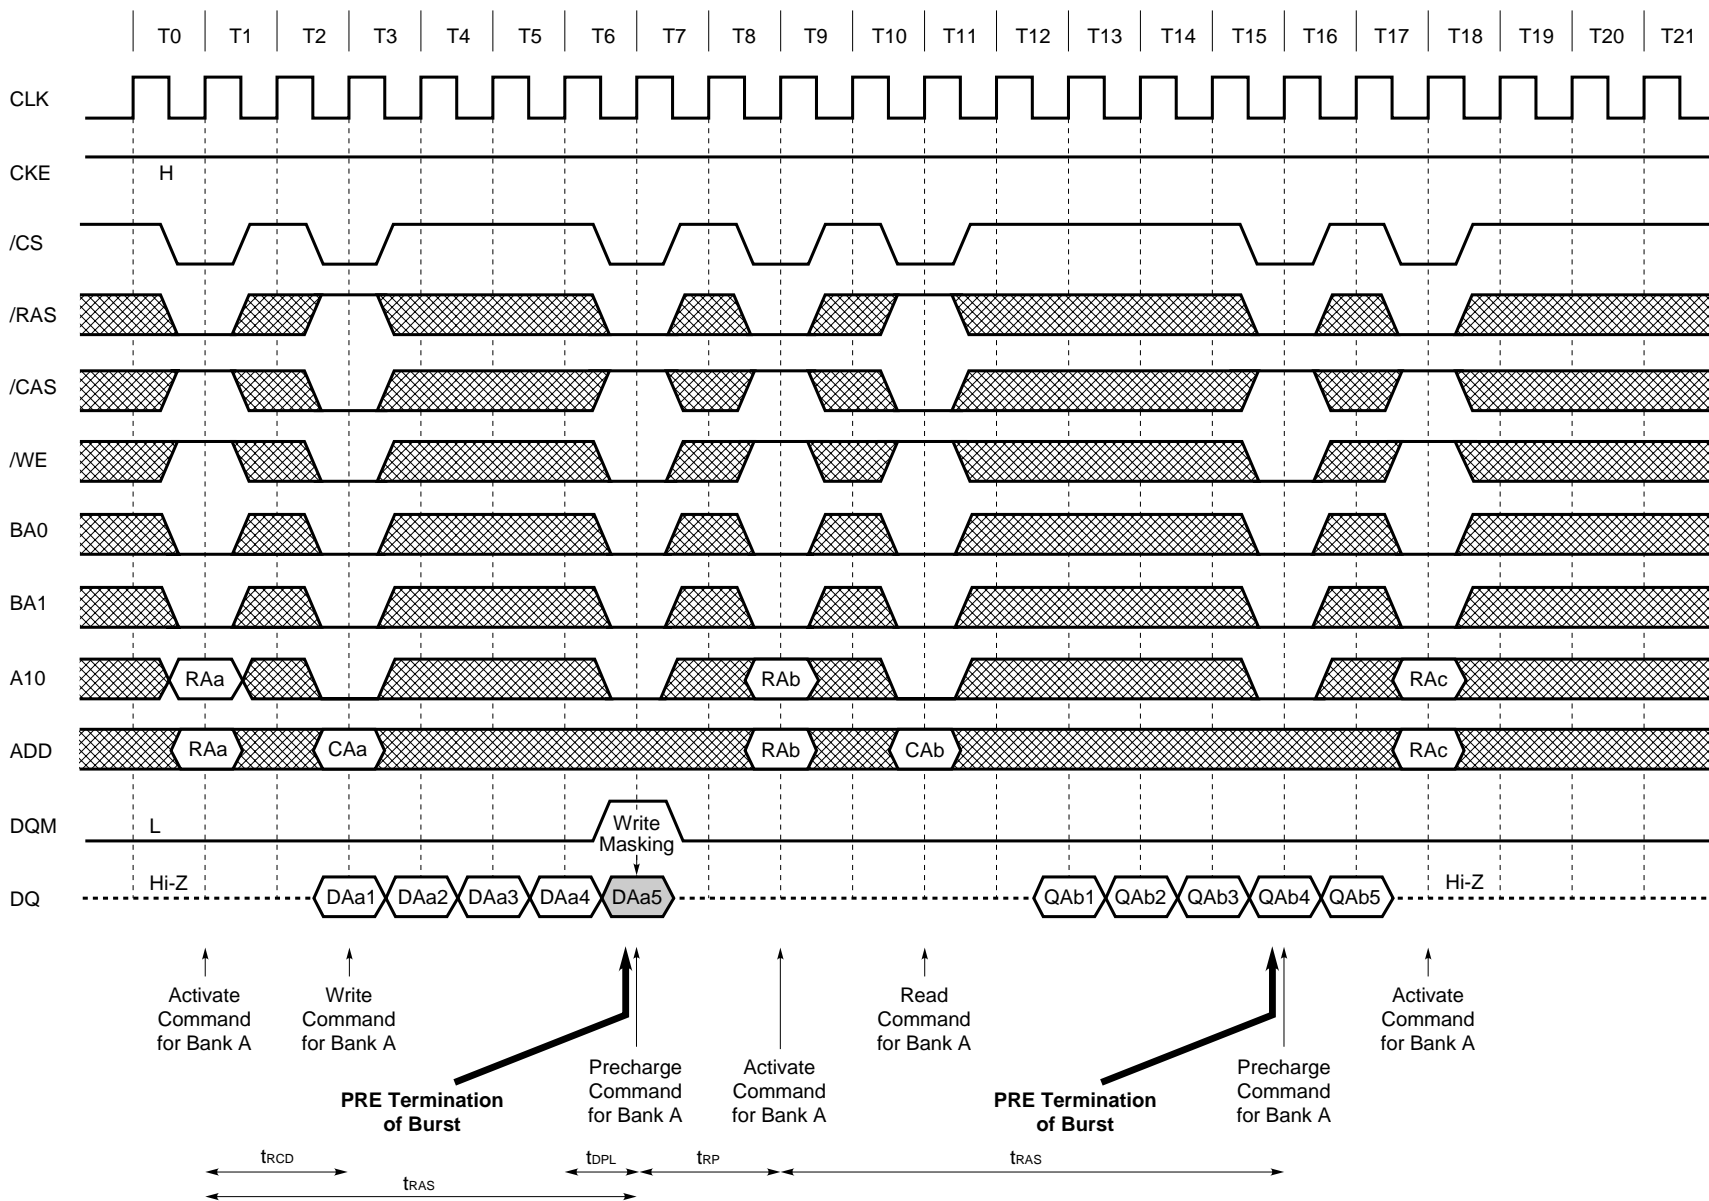 T0 T1 T2 T3 T4 T5 T6 T7 T8 T9 T10 T11 T12 T13 T14 T15 T16 T17 T18 T19 T20 T21
CLK
CKE H
/CS
/RAS
/CAS
/WE
BA0
BA1
A10 RAa RAb RAc
ADD RAa CAa RAb CAb RAc
DQM L Write
Masking
DQ Hi-Z DAa1 DAa2 DAa3 DAa4 DAa5 QAb1 QAb2 QAb3 QAb4 QAb5 Hi-Z
Activate
Command
for Bank A
Write
Command
for Bank A
PRE Termination
of Burst
Precharge
Command
for Bank A
Activate
Command
for Bank A
Read
Command
for Bank A
PRE Termination
of Burst
Precharge
Command
for Bank A
Activate
Command
for Bank A
tRCD tDPL tRP tRAS
tRAS